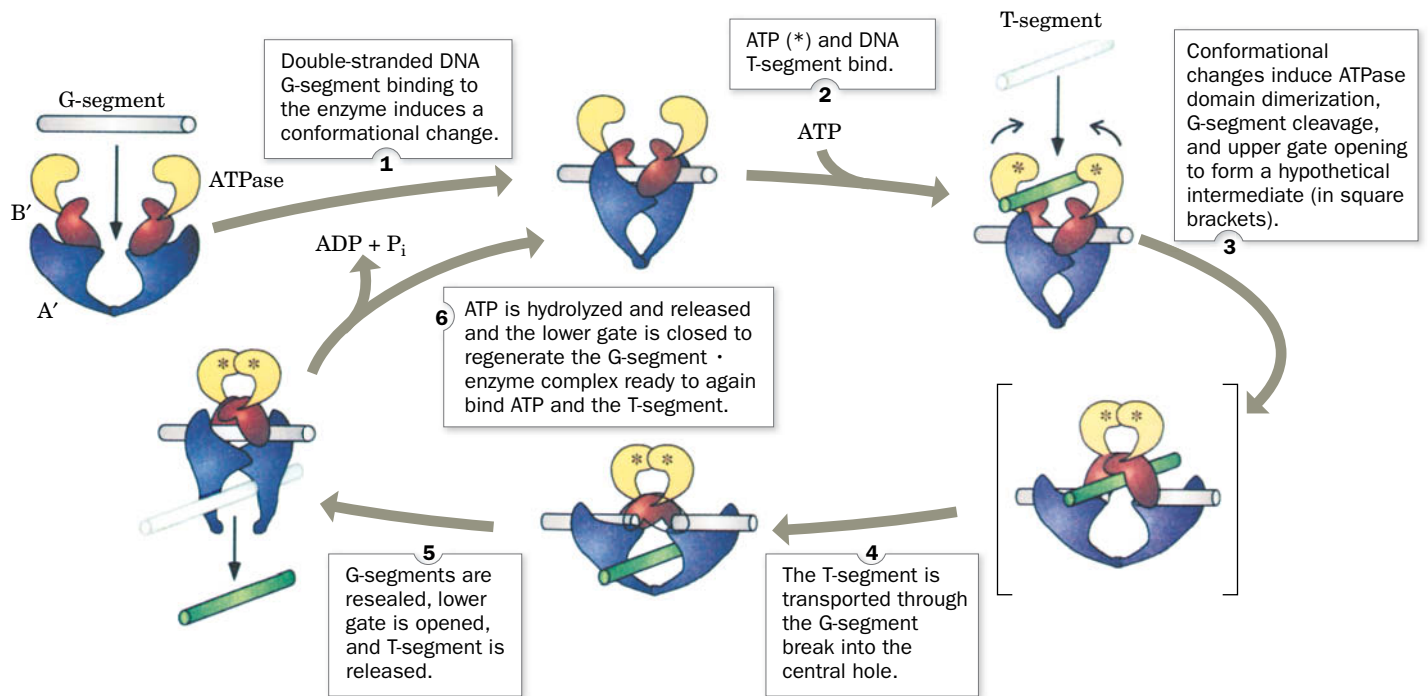 G-segment
ATPase
B′
A′
Double-stranded DNA
G-segment binding to
the enzyme induces a
conformational change.
1
ATP (*) and DNA
T-segment bind.
2
ATP
T-segment
* *
Conformational
changes induce ATPase
domain dimerization,
G-segment cleavage,
and upper gate opening
to form a hypothetical
intermediate (in square
brackets).
3
* *
The T-segment is
transported through
the G-segment
break into the
central hole.
4
* *
G-segments are
resealed, lower
gate is opened,
and T-segment is
released.
5
* *
ADP + Pi
6
ATP is hydrolyzed and released
and the lower gate is closed to
regenerate the G-segment ·
enzyme complex ready to again
bind ATP and the T-segment.